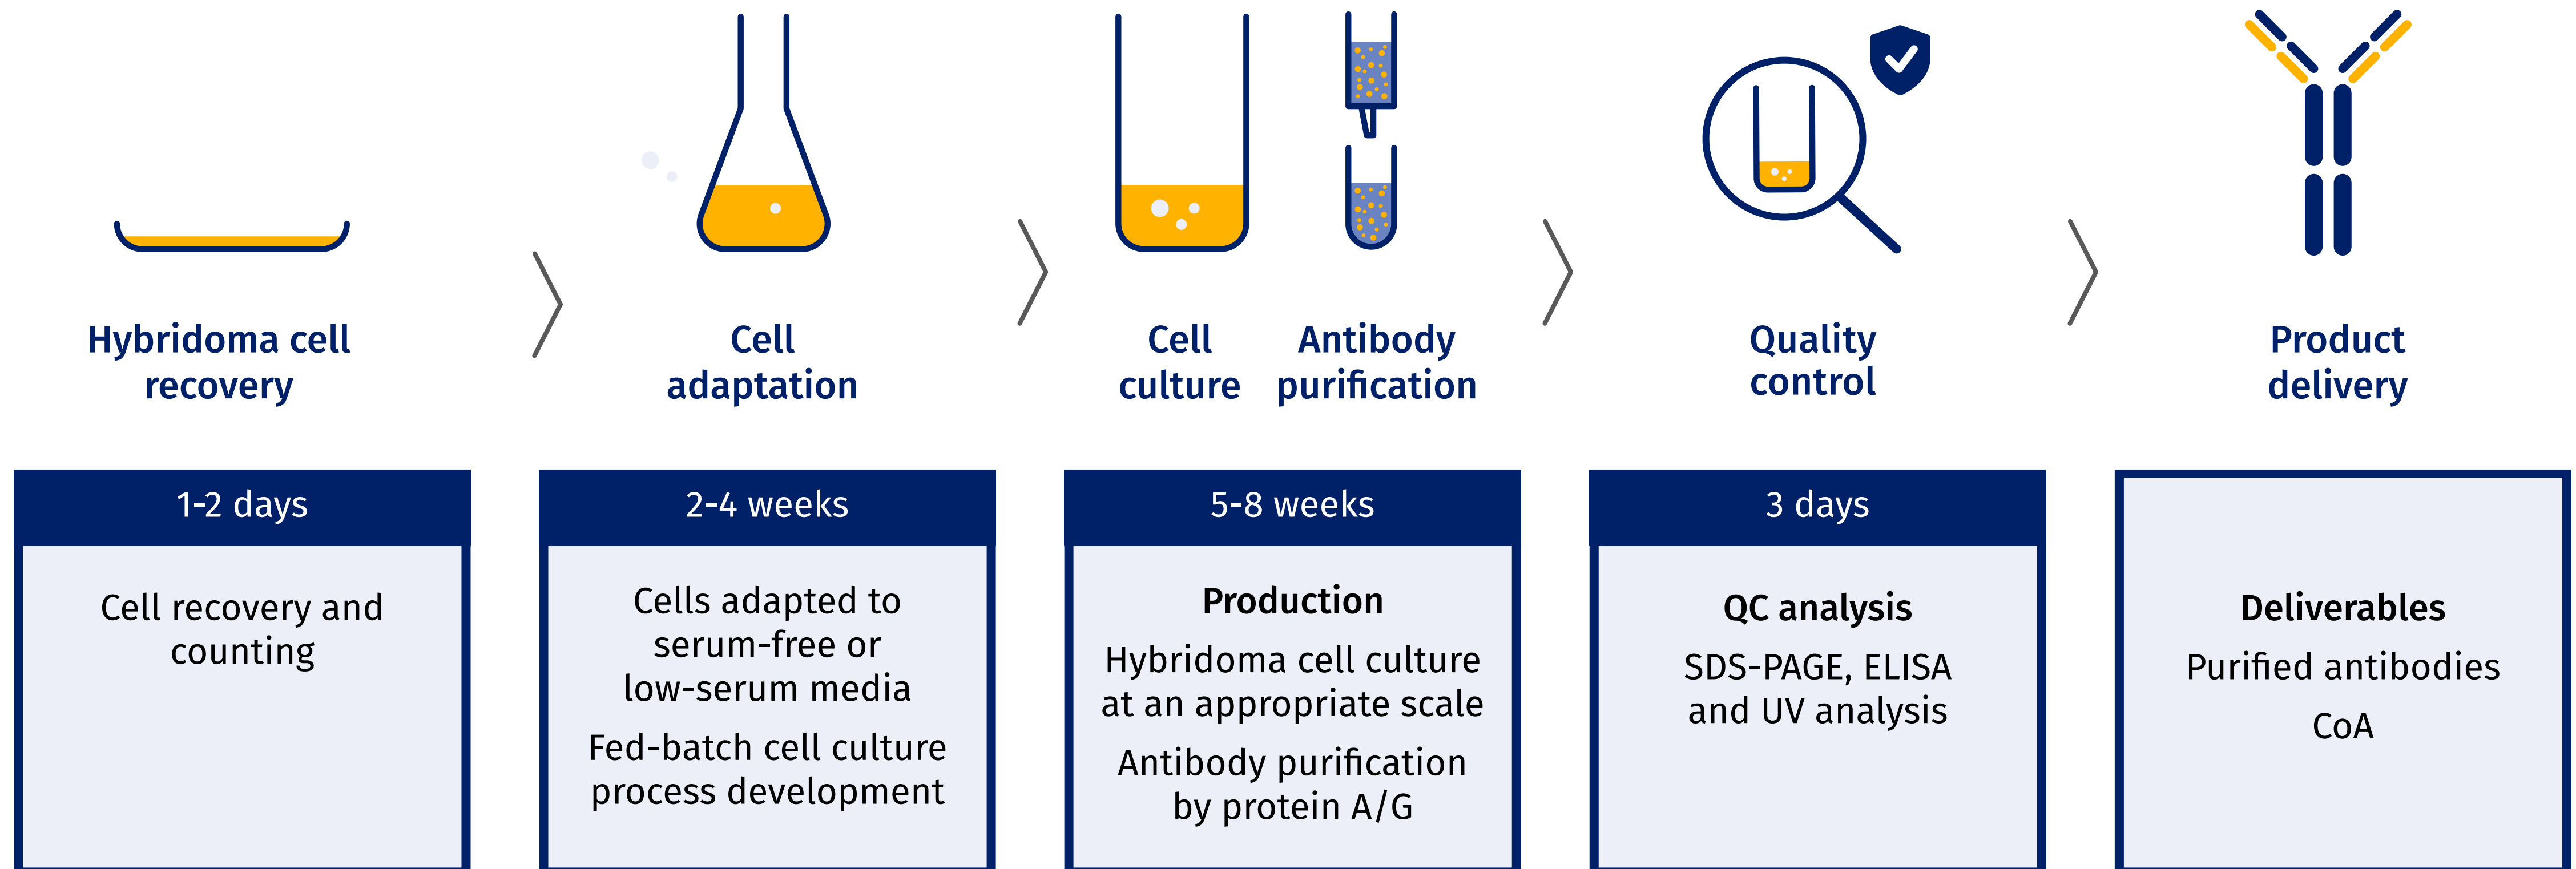 Hybridoma cell
recovery
Cell
adaptation
Cell
culture
Antibody
purification
Quality
control
Product
delivery
1-2 days
Cell recovery and
counting
2-4 weeks
Cells adapted to
serum-free or
low-serum media
Fed-batch cell culture
process development
5-8 weeks
Production
Hybridoma cell culture
at an appropriate scale
Antibody purification
by protein A/G
3 days
QC analysis
SDS-PAGE, ELISA
and UV analysis
Deliverables
Purified antibodies
CoA